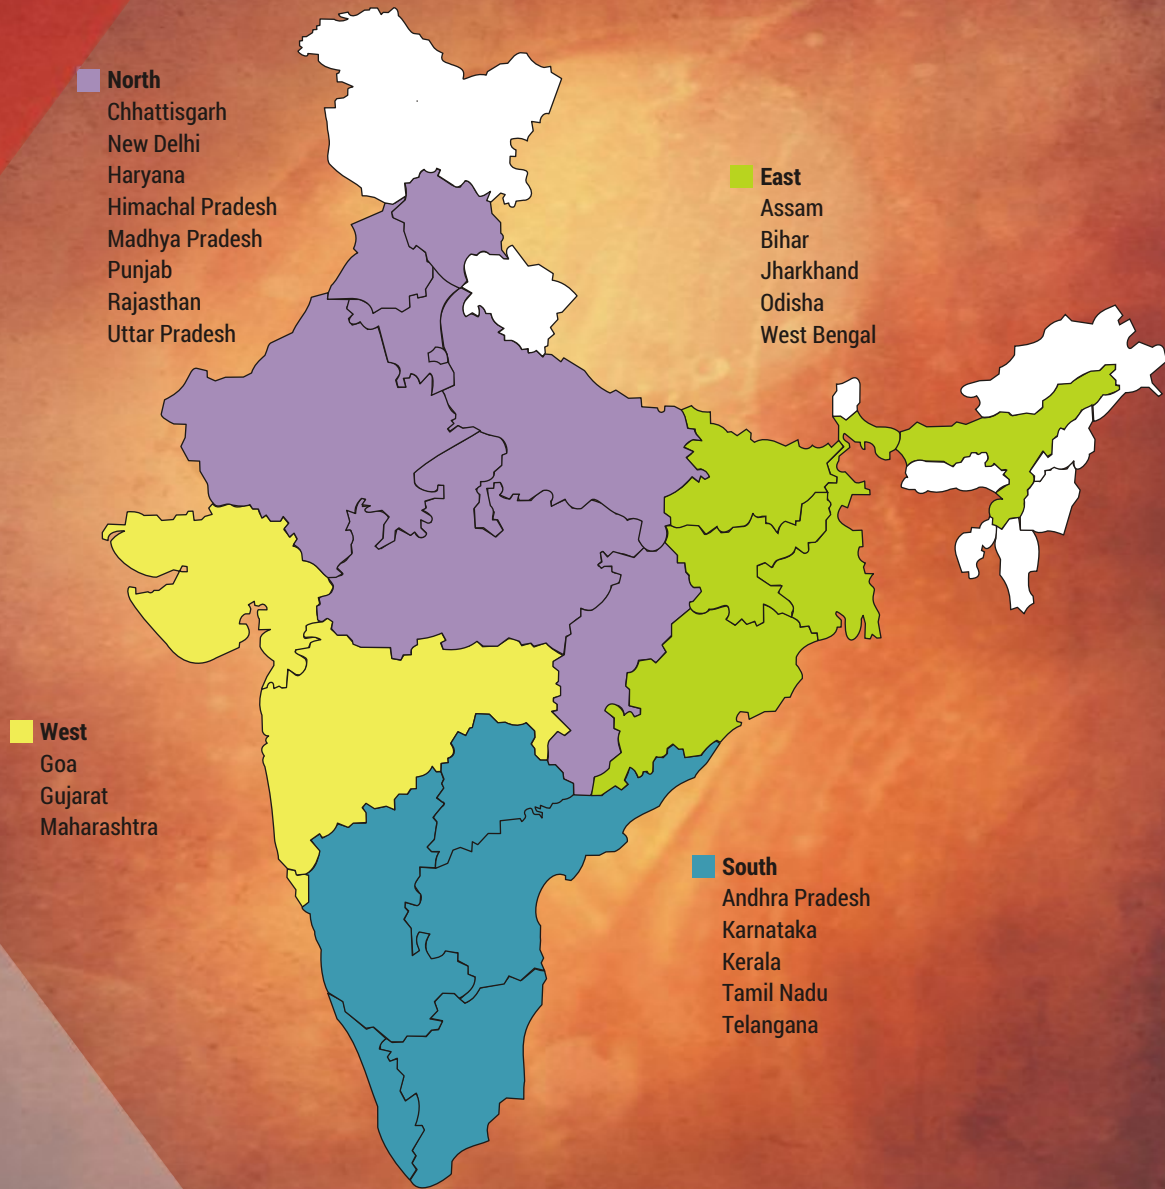 North
Chhattisgarh
New Delhi
Haryana
Himachal Pradesh
Madhya Pradesh
Punjab
Rajasthan
Uttar Pradesh
East
Assam
Bihar
Jharkhand
Odisha
West Bengal
West
Goa
Gujarat
Maharashtra
South
Andhra Pradesh
Karnataka
Kerala
Tamil Nadu
Telangana